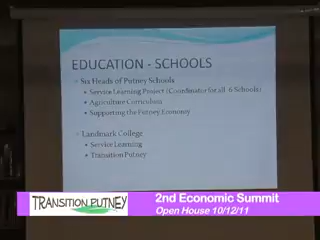 EDUCATION - SCHOOLS
Six Heads of Putney Schools
Service Learning Project (Coordinator for all 6 Schools)
Agriculture Curriculum
Supporting the Putney Economy
Landmark College
Service Learning
Transition Putney
TRANSITION PUTNEY
2nd Economic Summit
Open House 10/12/11